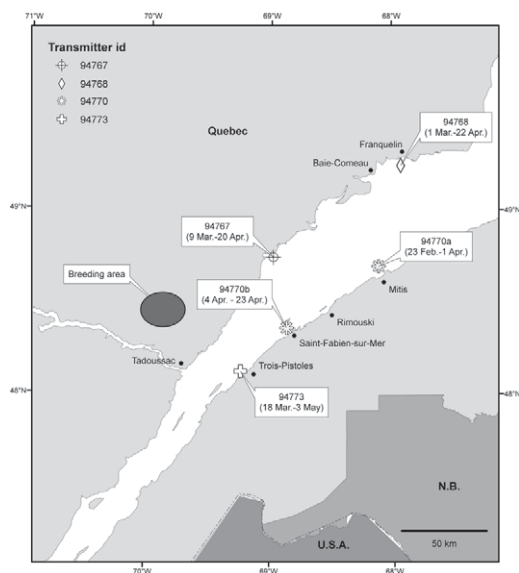 71°W
70°W
69°W
68°W
Transmitter id
94767
94768
94770
94773
Quebec
94768
(1 Mar.-22 Apr.)
Franquelin
Baie-Comeau
49°N
49°N
94767
(9 Mar.-20 Apr.)
94770a
(23 Feb.-1 Apr.)
Breeding area
94770b
(4 Apr. - 23 Apr.)
Mitis
Rimouski
Saint-Fabien-sur-Mer
Tadoussac
Trois-Pistoles
48°N
48°N
94773
(18 Mar.-3 May)
N.B.
U.S.A.
50 km
70°W
69°W
68°W